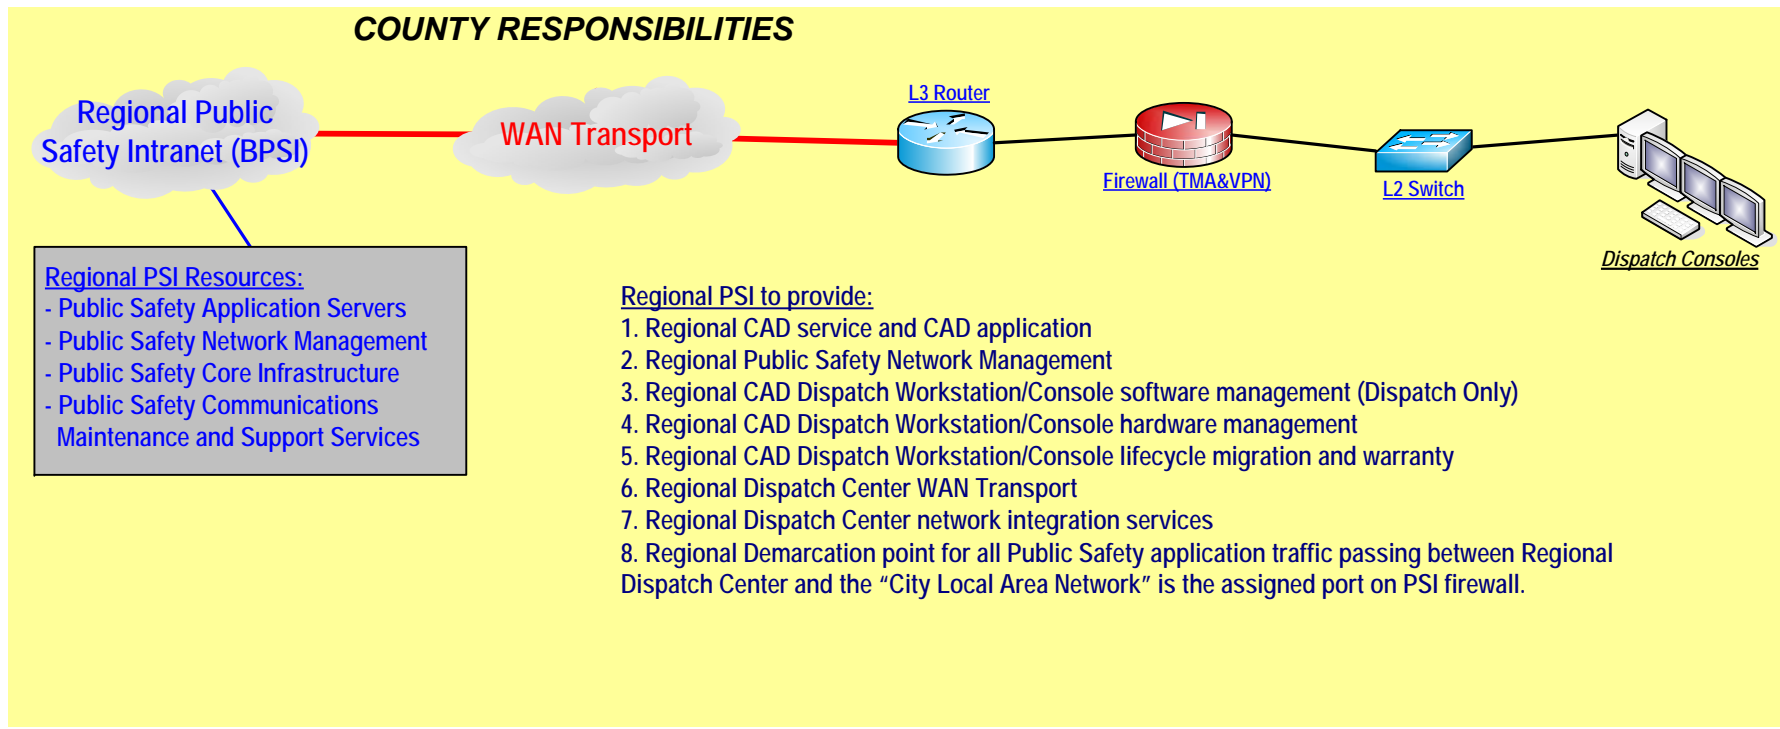 COUNTY RESPONSIBILITIES
Regional Public
Safety Intranet (BPSI)
WAN Transport
L3 Router
Firewall (TMA&VPN)
L2 Switch
Dispatch Consoles
Regional PSI Resources:
- Public Safety Application Servers
- Public Safety Network Management
- Public Safety Core Infrastructure
- Public Safety Communications
Maintenance and Support Services
Regional PSI to provide:
1. Regional CAD service and CAD application
2. Regional Public Safety Network Management
3. Regional CAD Dispatch Workstation/Console software management (Dispatch Only)
4. Regional CAD Dispatch Workstation/Console hardware management
5. Regional CAD Dispatch Workstation/Console lifecycle migration and warranty
6. Regional Dispatch Center WAN Transport
7. Regional Dispatch Center network integration services
8. Regional Demarcation point for all Public Safety application traffic passing between Regional
Dispatch Center and the “City Local Area Network” is the assigned port on PSI firewall.